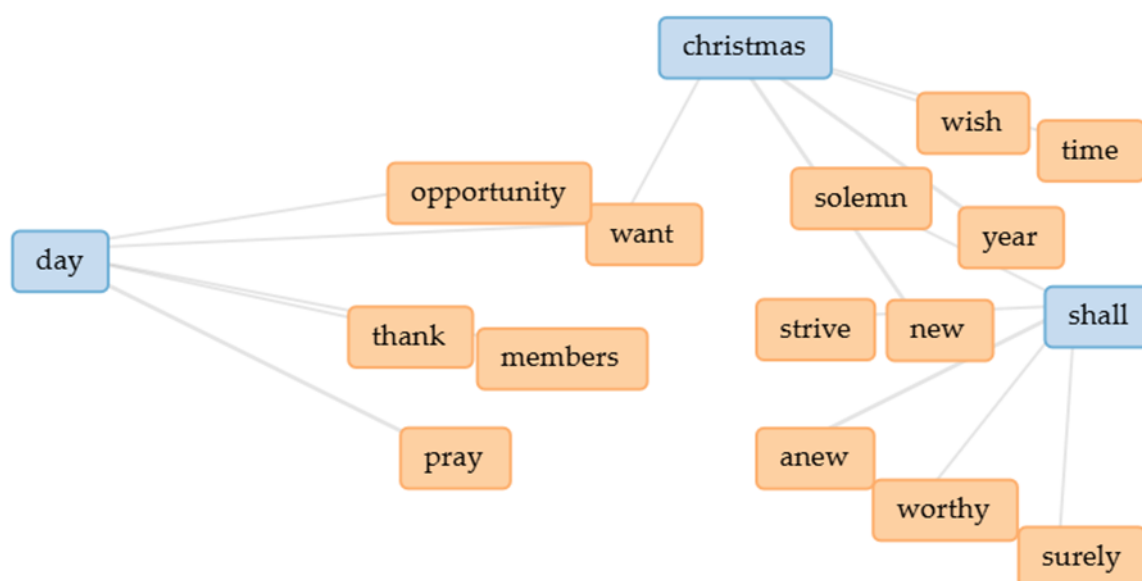 christmas
wish
time
opportunity
solemn
want
year
day
shall
thank
strive
new
members
pray
anew
worthy
surely